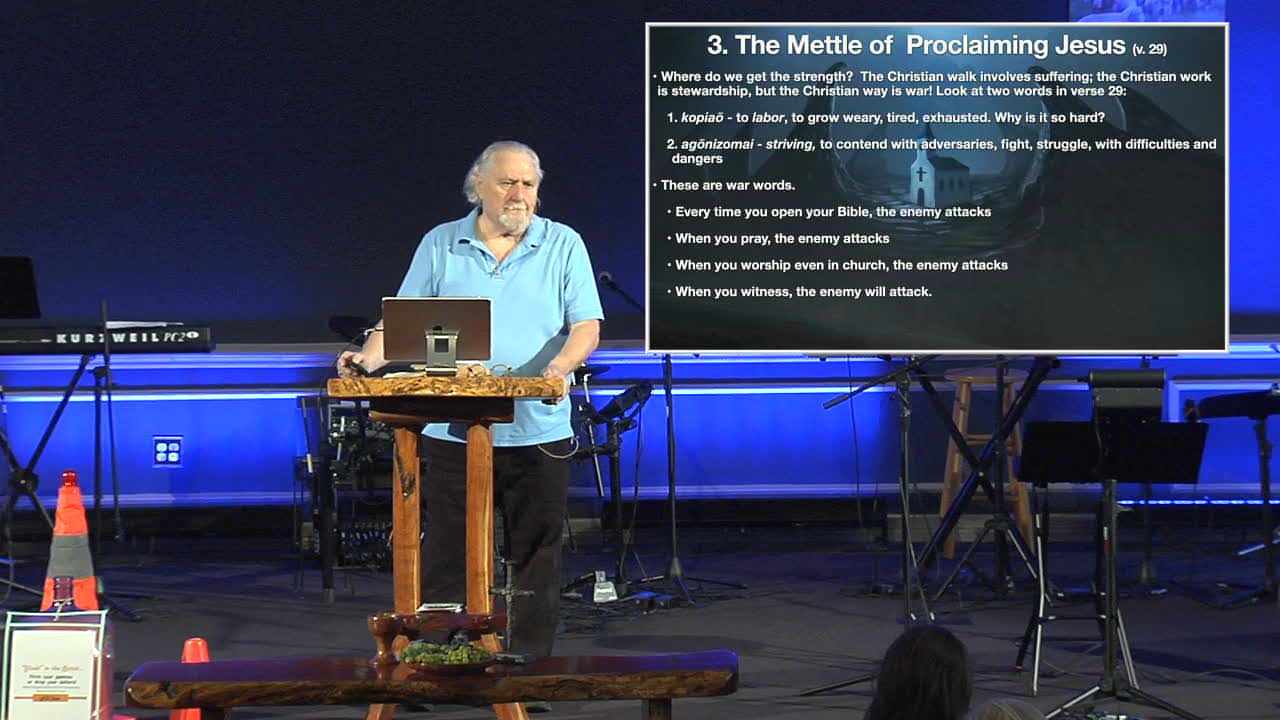 3. The Mettle of Proclaiming Jesus (v. 29)
• Where do we get the strength? The Christian walk involves suffering; the Christian work
is stewardship, but the Christian way is war! Look at two words in verse 29:
1. kopiaō - to labor, to grow weary, tired, exhausted. Why is it so hard?
2. agōnizomai - striving, to contend with adversaries, fight, struggle, with difficulties and
dangers
• These are war words.
• Every time you open your Bible, the enemy attacks
• When you pray, the enemy attacks
• When you worship even in church, the enemy attacks
• When you witness, the enemy will attack.
KURZWEIL PC2